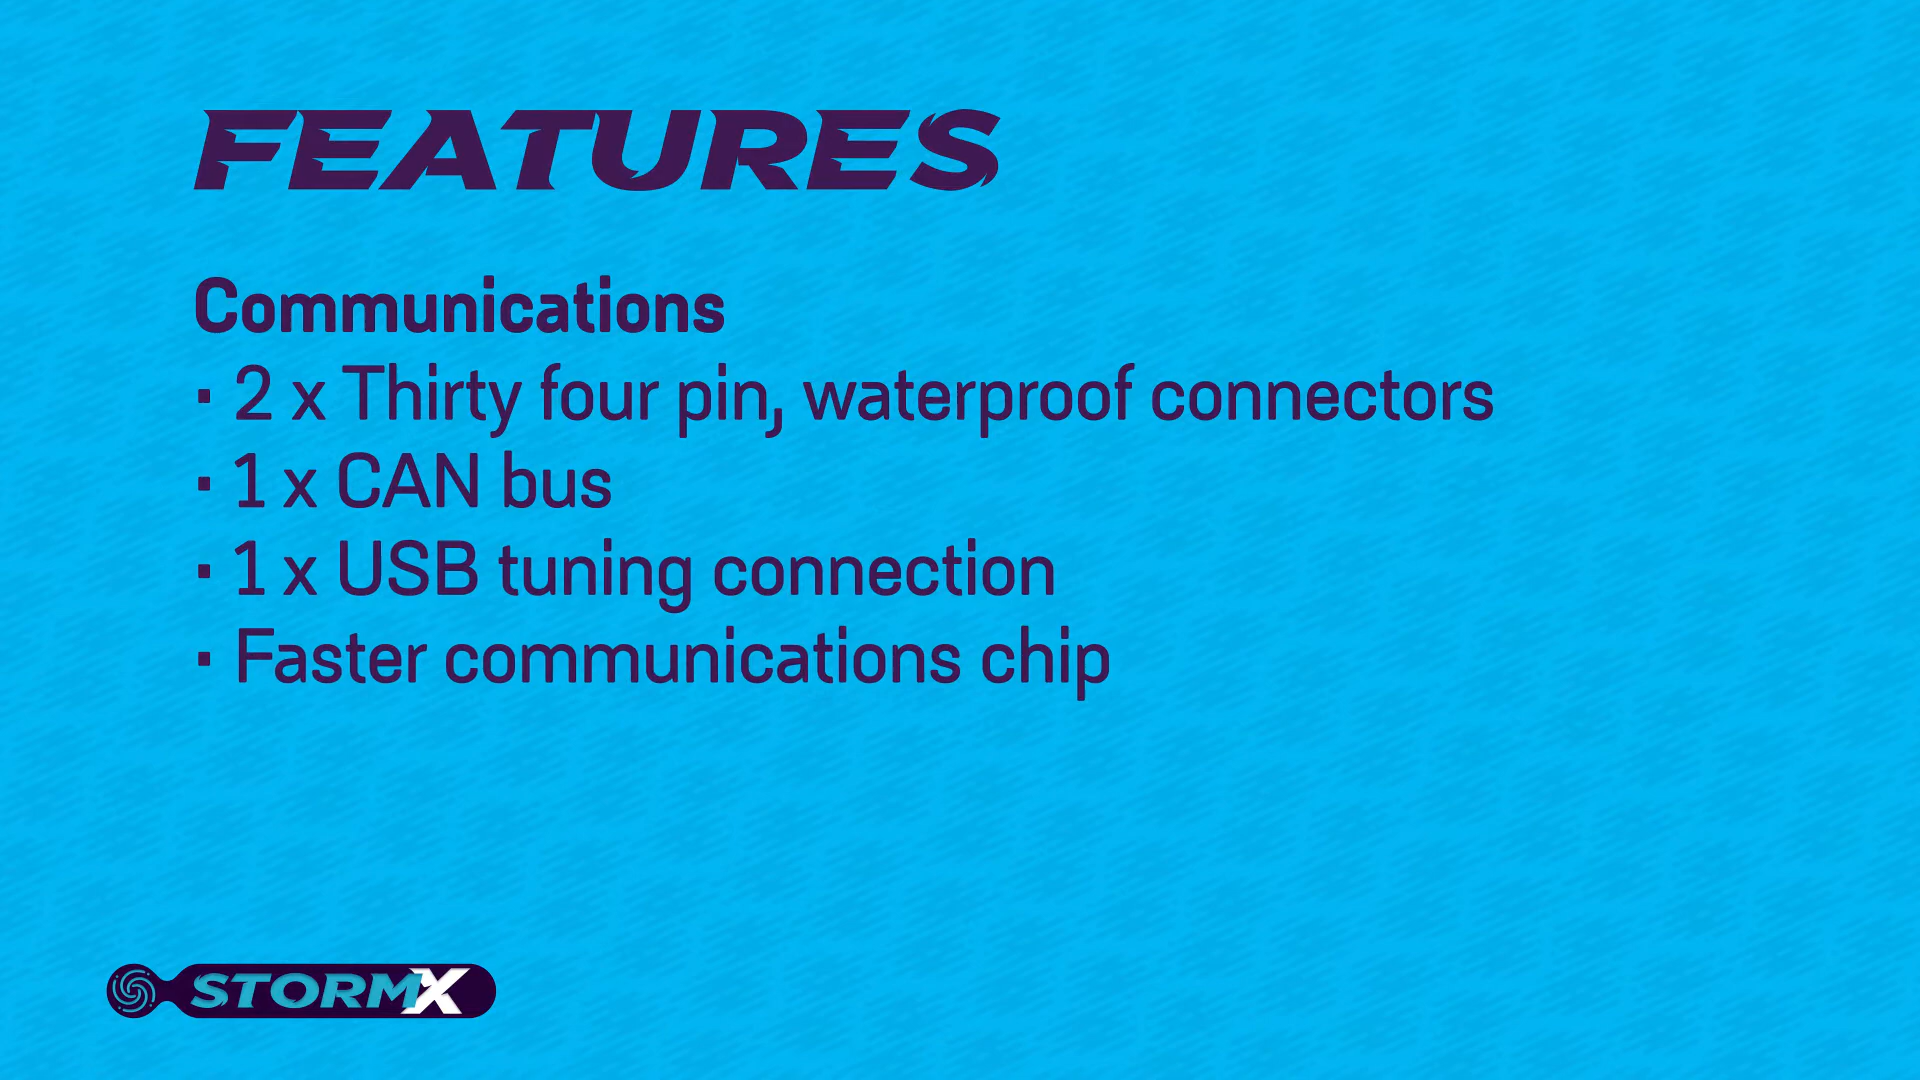 FEATURES
Communications
· 2 x Thirty four pin, waterproof connectors
· 1 x CAN bus
· 1 x USB tuning connection
· Faster communications chip
STORMX